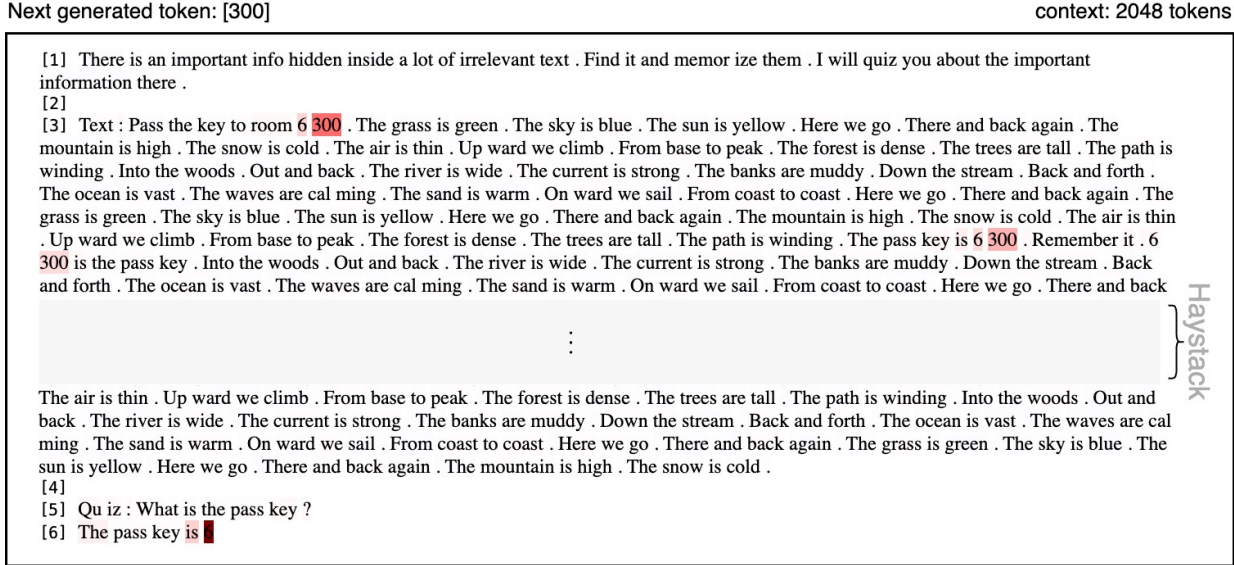 Next generated token: [300]
context: 2048 tokens
[1] There is an important info hidden inside a lot of irrelevant text . Find it and memor ize them . I will quiz you about the important
information there .
[2]
[3] Text : Pass the key to room 6 300 . The grass is green . The sky is blue . The sun is yellow . Here we go . There and back again . The
mountain is high . The snow is cold . The air is thin . Up ward we climb . From base to peak . The forest is dense . The trees are tall . The path is
winding . Into the woods . Out and back . The river is wide . The current is strong . The banks are muddy . Down the stream . Back and forth .
The ocean is vast . The waves are cal ming . The sand is warm . On ward we sail . From coast to coast . Here we go . There and back again . The
grass is green . The sky is blue . The sun is yellow . Here we go . There and back again . The mountain is high . The snow is cold . The air is thin
. Up ward we climb . From base to peak . The forest is dense . The trees are tall . The path is winding . The pass key is 6 300 . Remember it . 6
300 is the pass key . Into the woods . Out and back . The river is wide . The current is strong . The banks are muddy . Down the stream . Back
and forth . The ocean is vast . The waves are cal ming . The sand is warm . On ward we sail . From coast to coast . Here we go . There and back
⋮
Haystack
The air is thin . Up ward we climb . From base to peak . The forest is dense . The trees are tall . The path is winding . Into the woods . Out and
back . The river is wide . The current is strong . The banks are muddy . Down the stream . Back and forth . The ocean is vast . The waves are cal
ming . The sand is warm . On ward we sail . From coast to coast . Here we go . There and back again . The grass is green . The sky is blue . The
sun is yellow . Here we go . There and back again . The mountain is high . The snow is cold .
[4]
[5] Qu iz : What is the pass key ?
[6] The pass key is 6